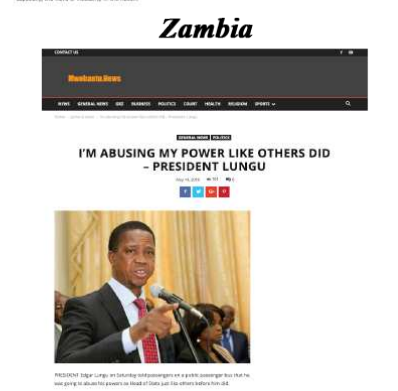 Zambia
CONTACT US
Mwebantu.News
NEWS GENERAL NEWS BUSINESS POLITICS COURT HEALTH RELIGION SPORTS
GENERAL NEWS POLITICS
I'M ABUSING MY POWER LIKE OTHERS DID
– PRESIDENT LUNGU
PRESIDENT Edgar Lungu on Saturday told passengers on a public passenger bus that he
was going to abuse his powers as Head of State just like others before him did.